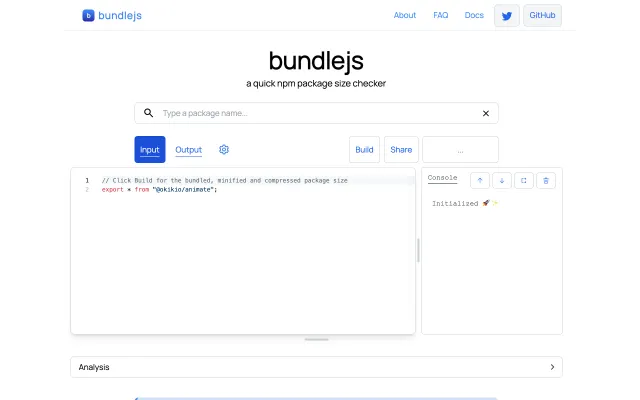 b bundlejs
About FAQ Docs GitHub
bundlejs
a quick npm package size checker
Type a package name...
Input Output Build Share ...
1 // Click Build for the bundled, minified and compressed package size
2 export * from "@okikio/animate";
Console
Initialized 🚀✨
Analysis